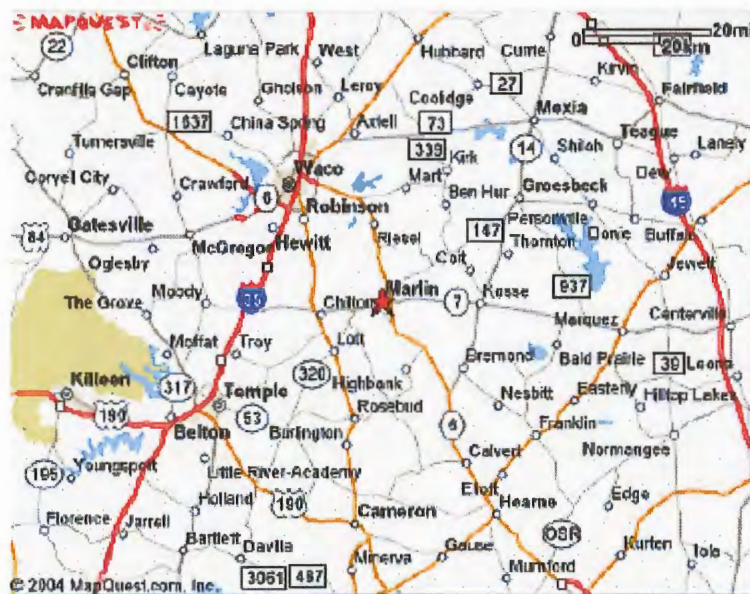 MAPQUEST
20mi
0
20km
22
Laguna Park
West
Hubbard
Currie
Clifton
Kirvin
Cranfills Gap
Coyote
Gholson
Leroy
Coolidge
27
Fairfield
1637
China Spring
Axtell
73
Mexia
Teague
Turnersville
339
Kirk
14
Shiloh
Dew
Lanely
Waco
Mart
Coryell City
Crawford
6
Ben Hur
Groesbeck
Robinson
Personville
Gatesville
84
Hewitt
Riesel
147
Donie
Buffalo
McGregor
Thornton
Oglesby
Coit
Jewett
Moody
Marlin
937
The Grove
35
Chilton
7
Kosse
Marquez
Centerville
Moffat
Troy
Lott
Bremond
Bald Prairie
39
Leona
Killeen
317
320
Highbank
Easterly
Temple
Nesbitt
Hilltop Lakes
190
53
Rosebud
Belton
6
Franklin
Burlington
Normangee
195
Youngsport
Calvert
Little River-Academy
Elliott
190
Holland
Hearne
Edge
Florence
Jarrell
Cameron
OSR
Bartlett
Davilla
Gause
Kurten
Iola
Minerva
3061
487
Mumford
© 2004 MapQuest.com, Inc.